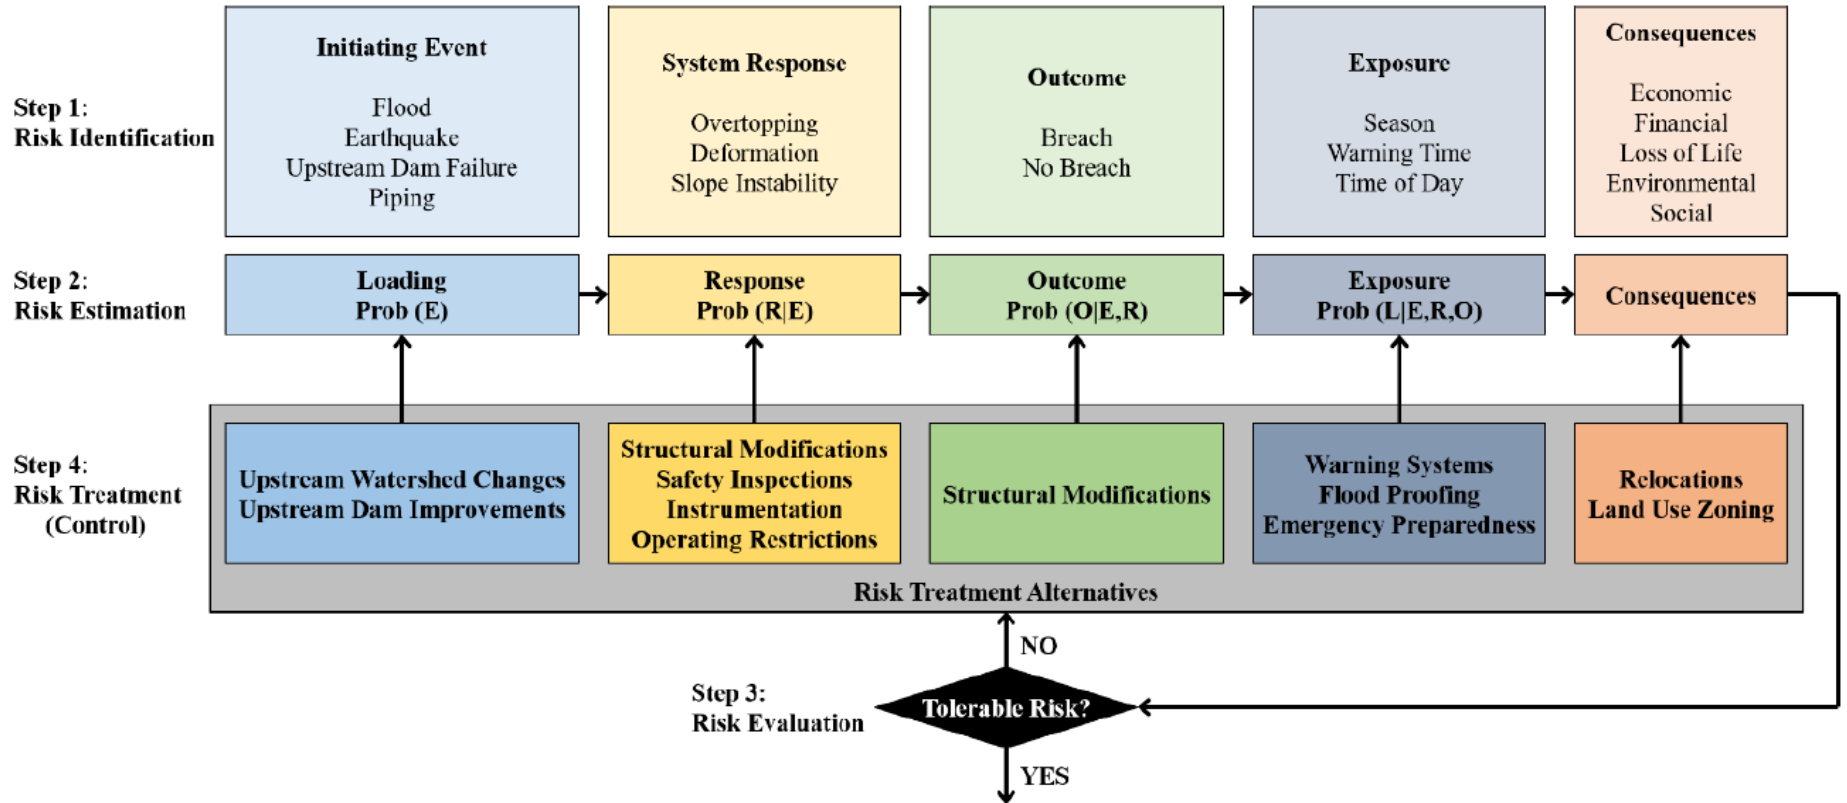 Step 1:
Risk Identification
Initiating Event
Flood
Earthquake
Upstream Dam Failure
Piping
System Response
Overtopping
Deformation
Slope Instability
Outcome
Breach
No Breach
Exposure
Season
Warning Time
Time of Day
Consequences
Economic
Financial
Loss of Life
Environmental
Social
Step 2:
Risk Estimation
Loading
Prob (E)
Response
Prob (R|E)
Outcome
Prob (O|E,R)
Exposure
Prob (L|E,R,O)
Consequences
Step 4:
Risk Treatment
(Control)
Upstream Watershed Changes
Upstream Dam Improvements
Structural Modifications
Safety Inspections
Instrumentation
Operating Restrictions
Structural Modifications
Warning Systems
Flood Proofing
Emergency Preparedness
Relocations
Land Use Zoning
Risk Treatment Alternatives
NO
Step 3:
Risk Evaluation
Tolerable Risk?
YES